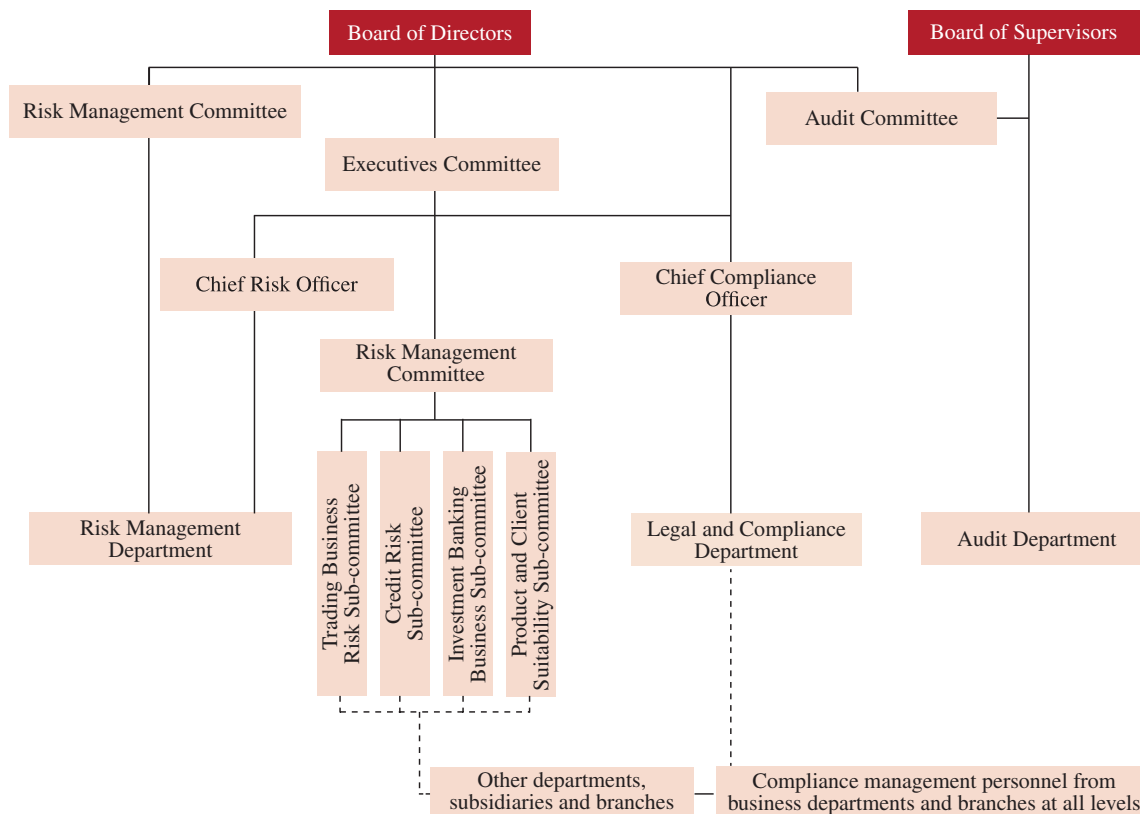 Board of Directors
Board of Supervisors
Risk Management Committee
Audit Committee
Executives Committee
Chief Risk Officer
Chief Compliance
Officer
Risk Management
Committee
Trading Business
Risk Sub-committee
Credit Risk
Sub-committee
Investment Banking
Business Sub-committee
Product and Client
Suitability Sub-committee
Risk Management
Department
Legal and Compliance
Department
Audit Department
Other departments,
subsidiaries and branches
Compliance management personnel from
business departments and branches at all levels